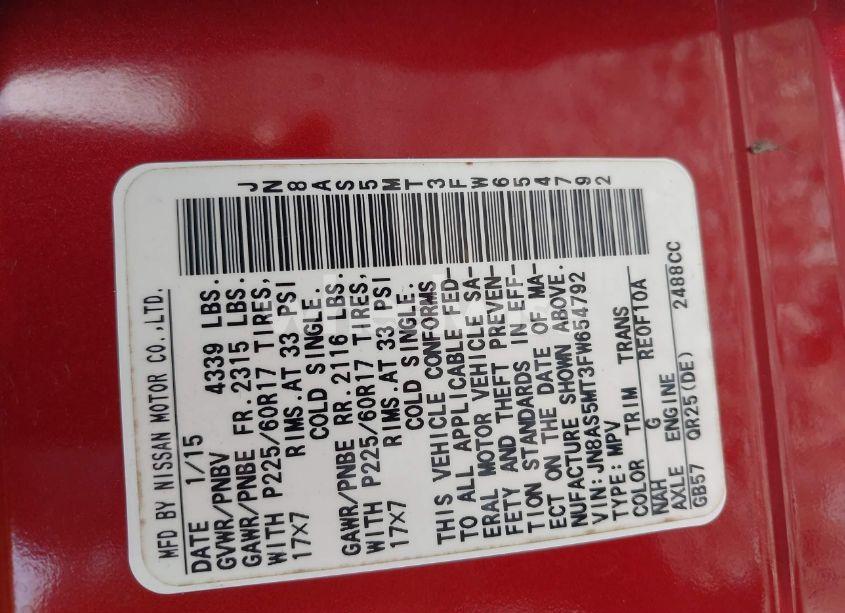 MFD BY NISSAN MOTOR CO.,LTD.
DATE 1/15
GVWR/PNBV 4339 LBS.
GAWR/PNBE FR. 2315 LBS.
WITH P225/60R17 TIRES,
17×7 RIMS.AT 33 PSI
COLD SINGLE.
GAWR/PNBE RR. 2116 LBS.
WITH P225/60R17 TIRES,
17×7 RIMS.AT 33 PSI
COLD SINGLE.
THIS VEHICLE CONFORMS
TO ALL APPLICABLE FED-
ERAL MOTOR VEHICLE SA-
FETY AND THEFT PREVEN-
TION STANDARDS IN EFF-
ECT ON THE DATE OF MA-
NUFACTURE SHOWN ABOVE.
VIN:JN8AS5MT3FW654792
TYPE: MPV
COLOR TRIM TRANS
NAH G RE0F10A
AXLE ENGINE
GB57 QR25(DE) 2488CC
JN8AS5MT3FW654792